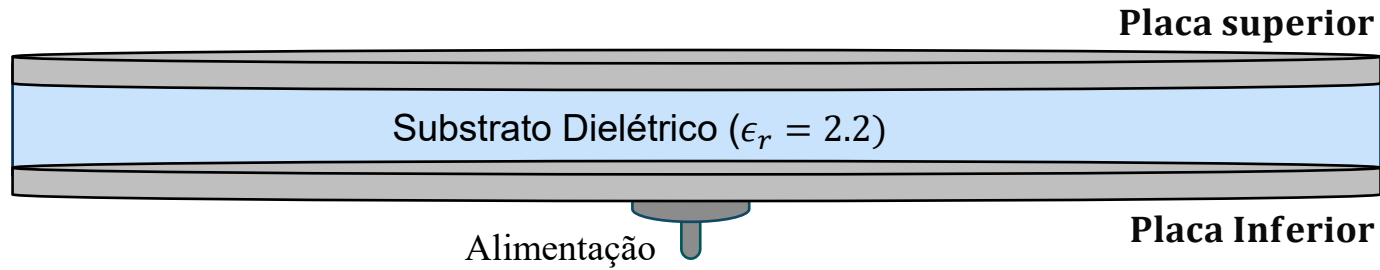 Placa superior
Substrato Dielétrico (𝜖𝑟 = 2.2)
Alimentação
Placa Inferior